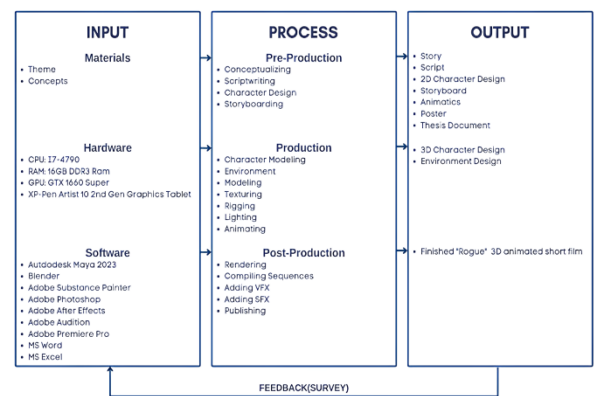 INPUT
Materials
• Theme
• Concepts
Hardware
• CPU: I7-4790
• RAM: 16GB DDR3 Ram
• GPU: GTX 1660 Super
• XP-Pen Artist 10 2nd Gen Graphics Tablet
Software
• Autdodesk Maya 2023
• Blender
• Adobe Substance Painter
• Adobe Photoshop
• Adobe After Effects
• Adobe Audition
• Adobe Premiere Pro
• MS Word
• MS Excel
PROCESS
Pre-Production
• Conceptualizing
• Scriptwriting
• Character Design
• Storyboarding
Production
• Character Modeling
• Environment
• Modeling
• Texturing
• Rigging
• Lighting
• Animating
Post-Production
• Rendering
• Compiling Sequences
• Adding VFX
• Adding SFX
• Publishing
OUTPUT
• Story
• Script
• 2D Character Design
• Storyboard
• Animatics
• Poster
• Thesis Document
• 3D Character Design
• Environment Design
• Finished "Rogue" 3D animated short film
FEEDBACK(SURVEY)